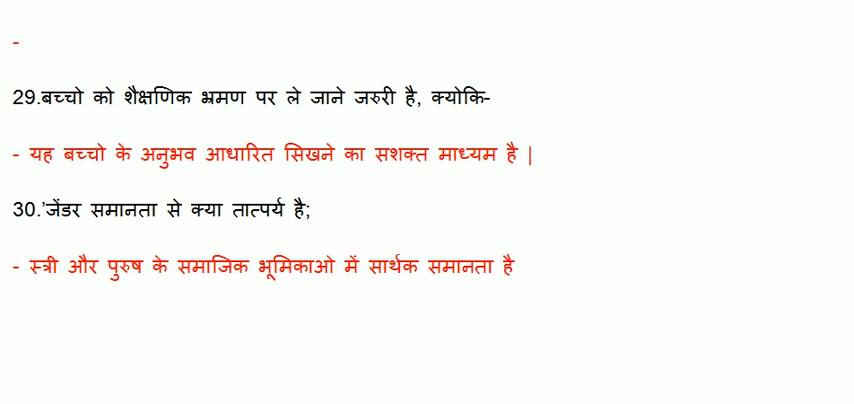 -
29.बच्चो को शैक्षणिक भ्रमण पर ले जाने जरुरी है, क्योकि-
- यह बच्चो के अनुभव आधारित सिखने का सशक्त माध्यम है |
30.’जेंडर समानता से क्या तात्पर्य है;
- स्त्री और पुरुष के समाजिक भूमिकाओ में सार्थक समानता है